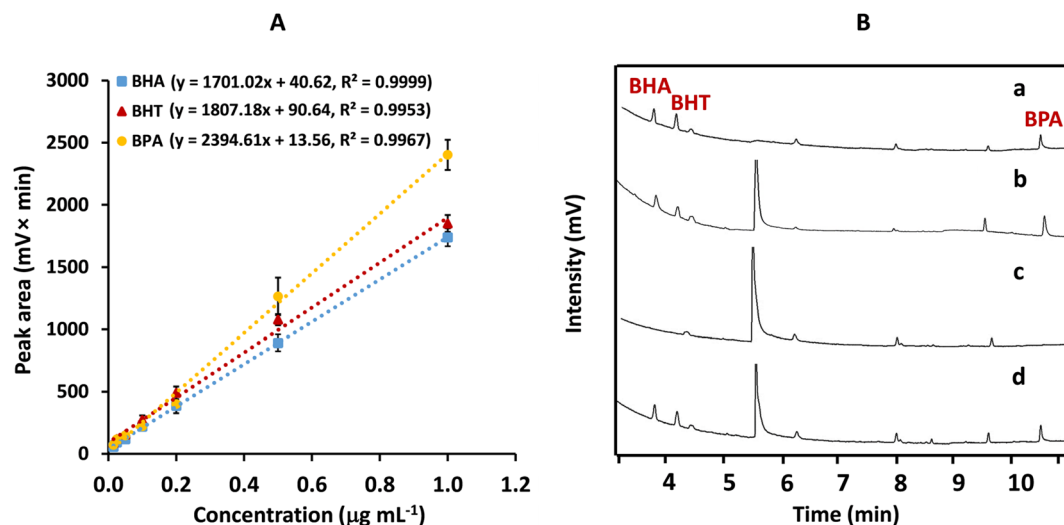 A
3000
2500
2000
1500
1000
500
0
Peak area (mV× min)
BHA (y = 1701.02x + 40.62, R² = 0.9999)
BHT (y = 1807.18x + 90.64, R² = 0.9953)
BPA (y = 2394.61x + 13.56, R² = 0.9967)
0.0 0.2 0.4 0.6 0.8 1.0 1.2
Concentration (µg mL⁻¹)
B
Intensity (mV)
BHA
BHT
BPA
a
b
c
d
4 5 6 7 8 9 10
Time (min)